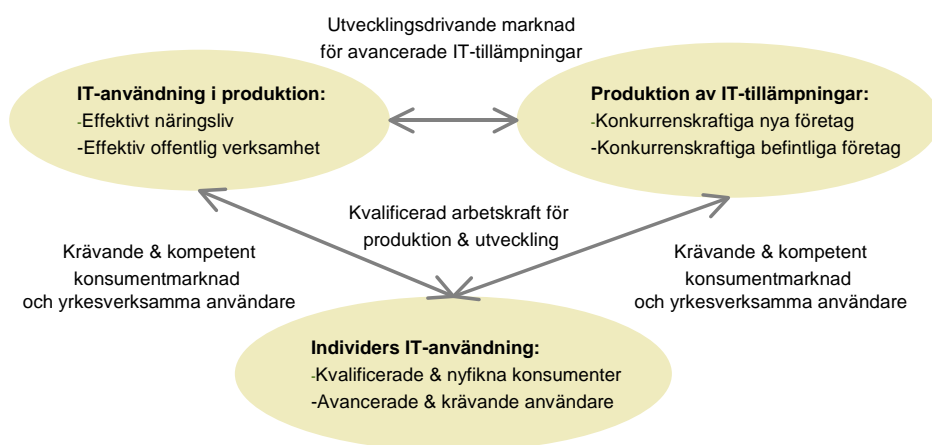 Utvecklingsdrivande marknad
för avancerade IT-tillämpningar
IT-användning i produktion:
-Effektivt näringsliv
-Effektiv offentlig verksamhet
Produktion av IT-tillämpningar:
-Konkurrenskraftiga nya företag
-Konkurrenskraftiga befintliga företag
Kvalificerad arbetskraft för
produktion & utveckling
Krävande & kompetent
konsumentmarknad
och yrkesverksamma användare
Krävande & kompetent
konsumentmarknad
och yrkesverksamma användare
Individers IT-användning:
-Kvalificerade & nyfikna konsumenter
-Avancerade & krävande användare